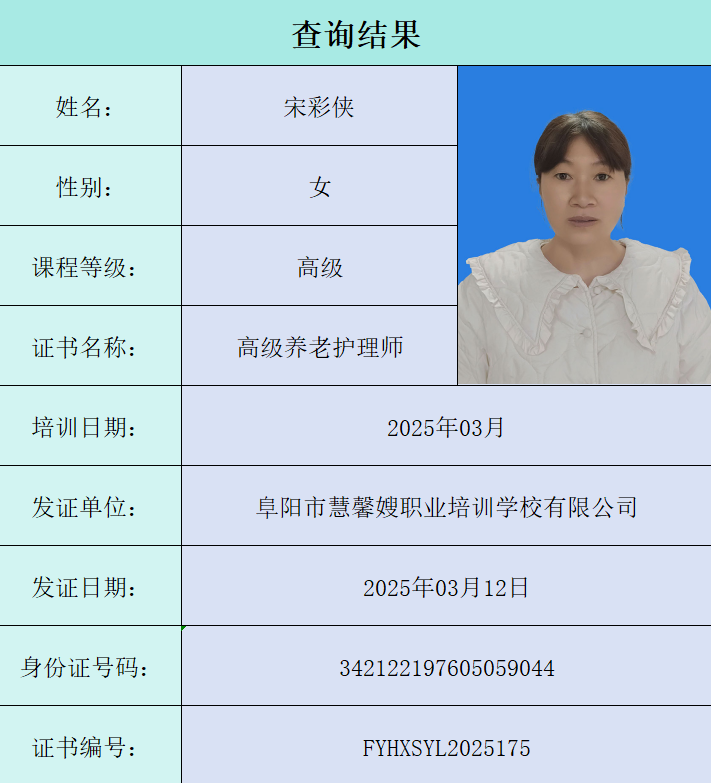 查询结果
姓名： 宋彩侠
性别： 女
课程等级： 高级
证书名称： 高级养老护理师
培训日期： 2025年03月
发证单位： 阜阳市慧馨嫂职业培训学校有限公司
发证日期： 2025年03月12日
身份证号码： 342122197605059044
证书编号： FYHXSYL2025175